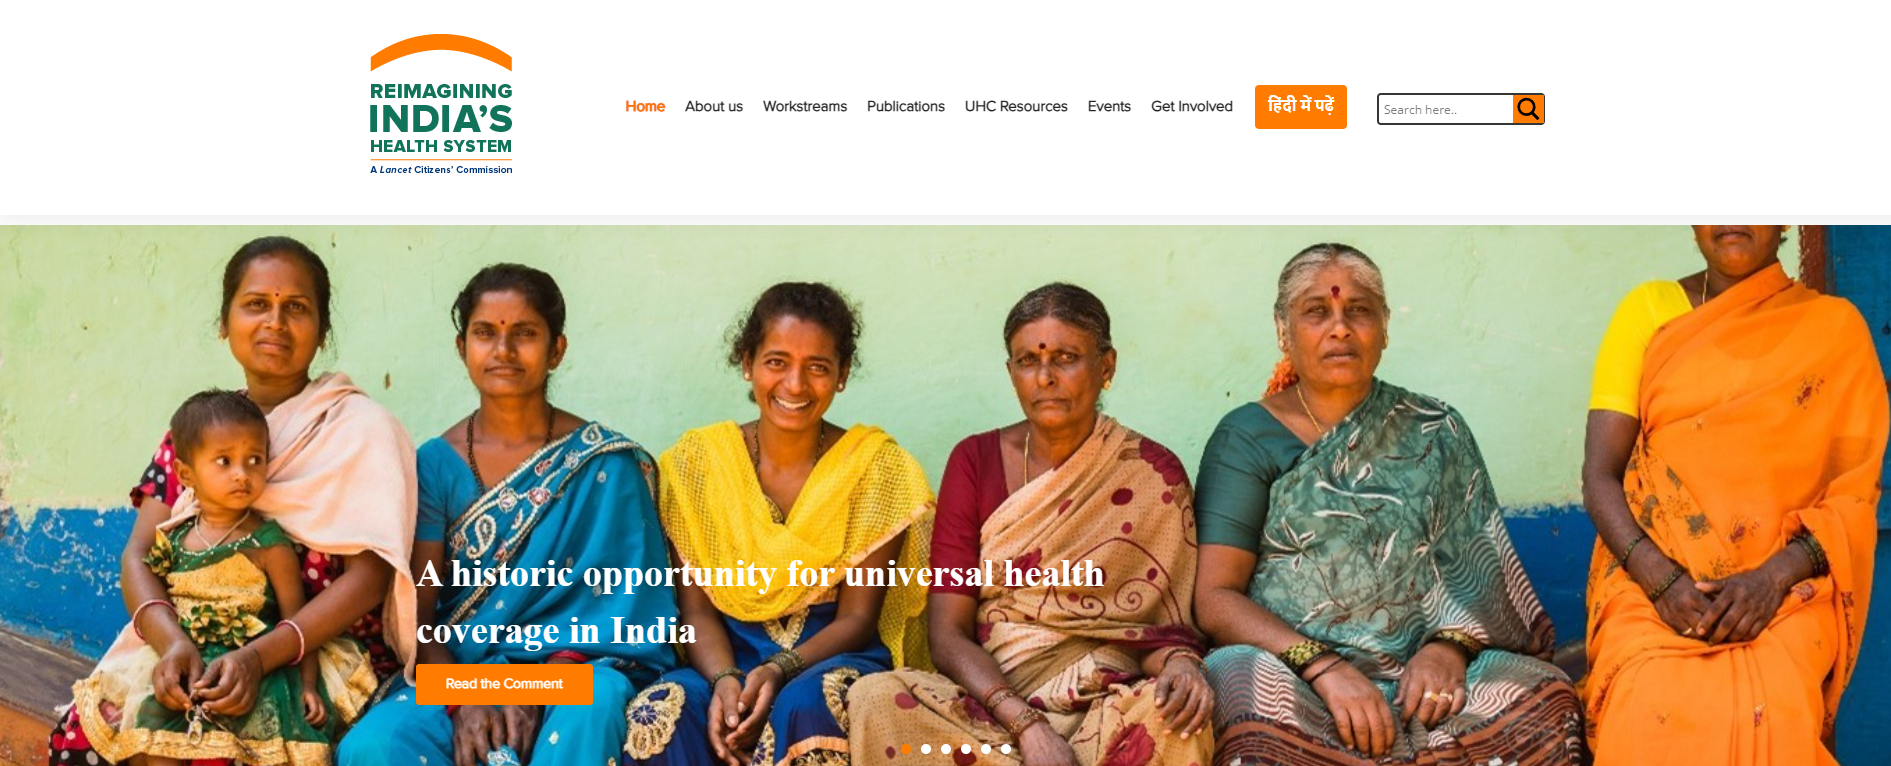 REIMAGINING
INDIA'S
HEALTH SYSTEM
A Lancet Citizens' Commission
Home About us Workstreams Publications UHC Resources Events Get Involved हिंदी में पढ़ें Search here..
A historic opportunity for universal health
coverage in India
Read the Comment